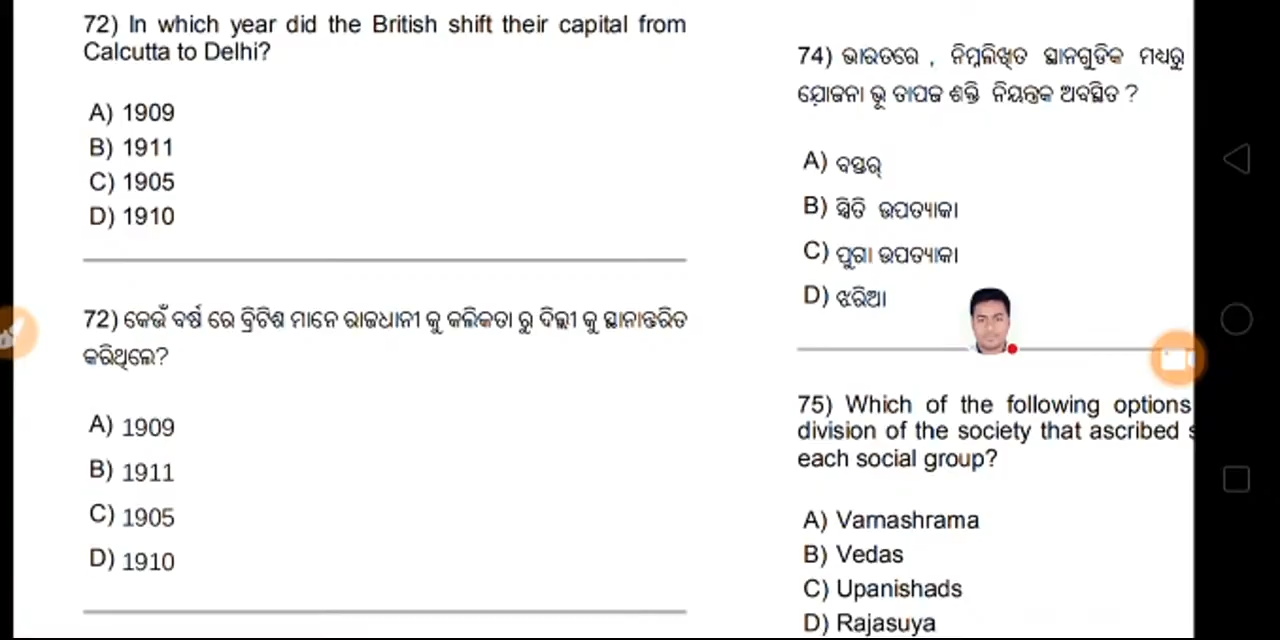 72) In which year did the British shift their capital from
Calcutta to Delhi?
A) 1909
B) 1911
C) 1905
D) 1910
72) କେଉଁ ବର୍ଷ ରେ ବ୍ରିଟିଶ ମାନେ ରାଜଧାନୀ କୁ କଲିକତା ରୁ ଦିଲ୍ଲୀ କୁ ସ୍ଥାନାନ୍ତରିତ
କରିଥିଲେ?
A) 1909
B) 1911
C) 1905
D) 1910
74) ଭାରତରେ , ନିମ୍ନଲିଖିତ ସ୍ଥାନଗୁଡିକ ମଧ୍ୟରୁ
ଯୋଜନା ଭୂ ତାପଜ ଶକ୍ତି ନିୟନ୍ତ୍ରକ ଅବସ୍ଥିତ ?
A) ବସ୍ତର୍
B) ସ୍ପିତି ଉପତ୍ୟାକା
C) ପୁଗା ଉପତ୍ୟାକା
D) ଝରିଆ
75) Which of the following options
division of the society that ascribed
each social group?
A) Varnashrama
B) Vedas
C) Upanishads
D) Rajasuya